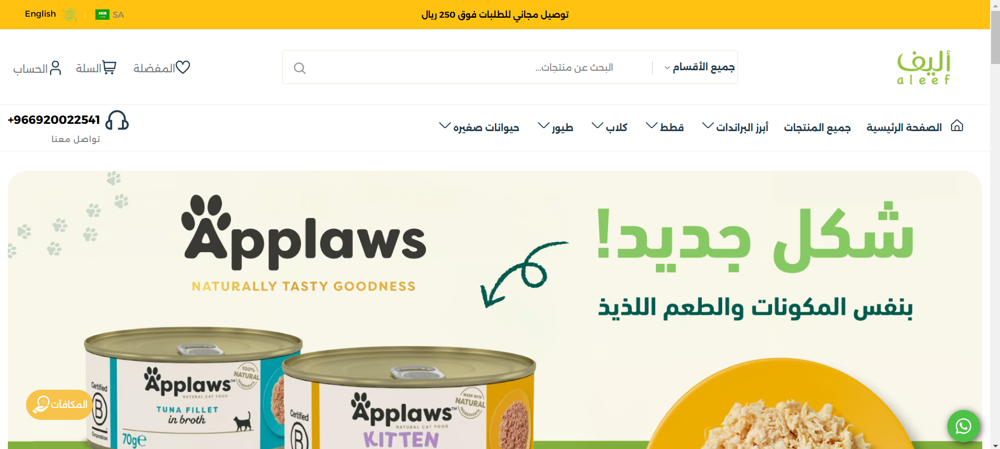 توصيل مجاني للطلبات فوق 250 ريال
SA
English
أليف
aleef
جميع الأقسام
البحث عن منتجات...
المفضلة
السلة
الحساب
الصفحة الرئيسية
جميع المنتجات
أبرز البراندات
قطط
كلاب
طيور
حيوانات صغيره
+966920022541
تواصل معنا
شكل جديد!
بنفس المكونات والطعم اللذيذ
Applaws
NATURALLY TASTY GOODNESS
100%
NATURAL
INGREDIENTS
Applaws™
NATURAL CAT FOOD
TUNA FILLET
in broth
70g e
Certified
B
Corporation
MADE WITH
NATURAL
INGREDIENTS
Applaws™
NATURAL CAT FOOD
KITTEN
Certified
B
المكافآت